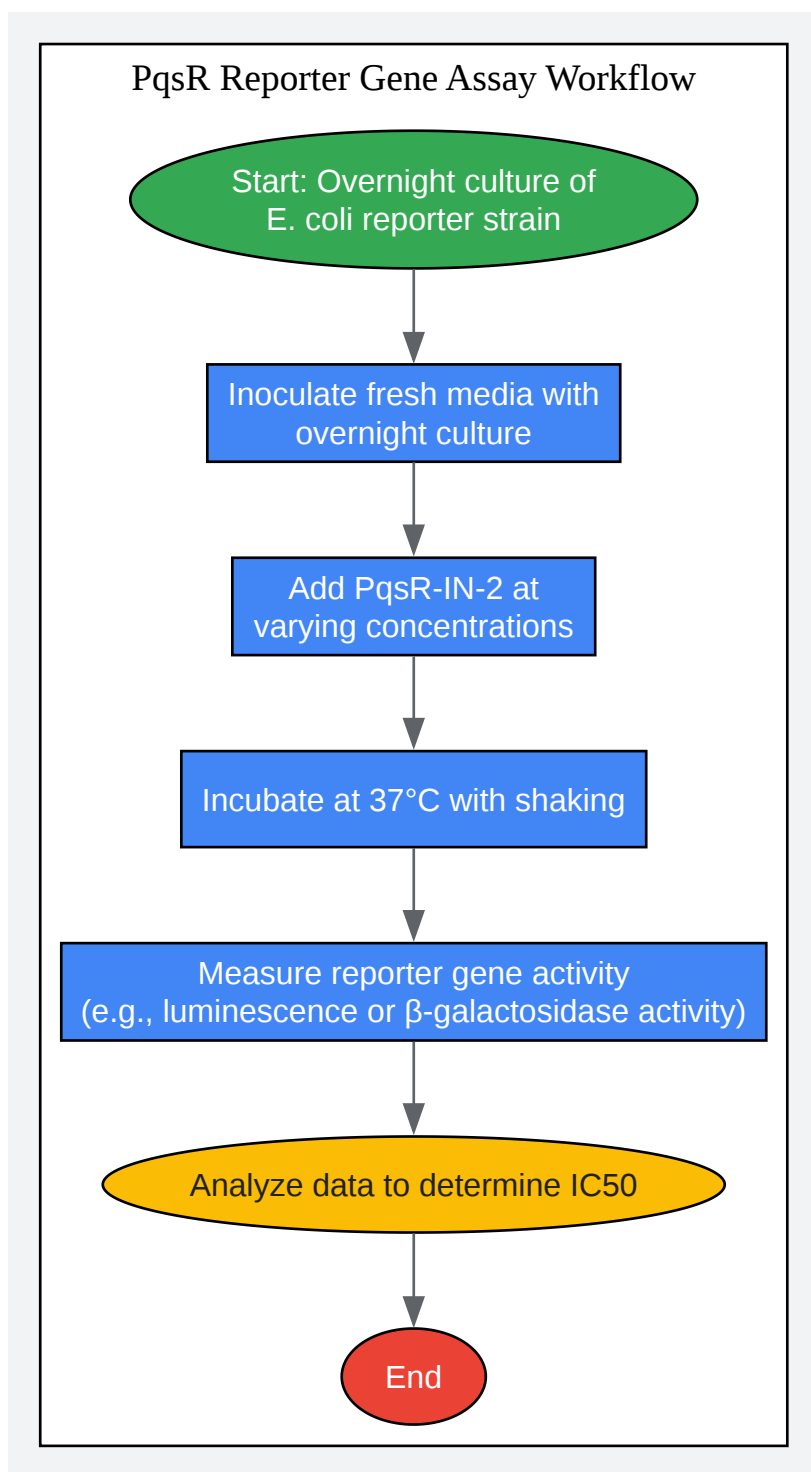 PqsR Reporter Gene Assay Workflow
Start: Overnight culture of
E. coli reporter strain
Inoculate fresh media with
overnight culture
Add PqsR-IN-2 at
varying concentrations
Incubate at 37°C with shaking
Measure reporter gene activity
(e.g., luminescence or β-galactosidase activity)
Analyze data to determine IC50
End